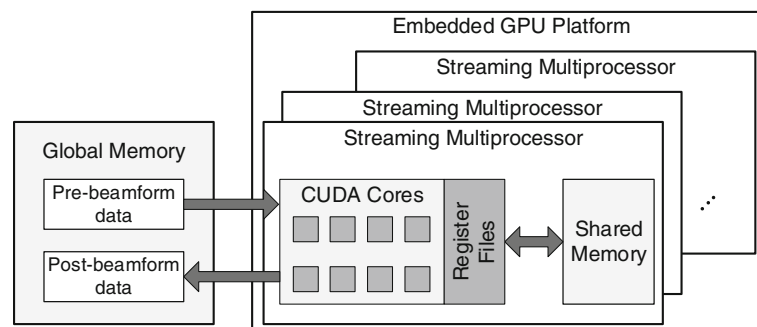 Embedded GPU Platform
Streaming Multiprocessor
Streaming Multiprocessor
Streaming Multiprocessor
Global Memory
Pre-beamform
data
Post-beamform
data
CUDA Cores
Register
Files
Shared
Memory